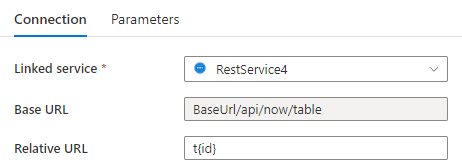 Connection Parameters
Linked service * RestService4
Base URL BaseUrl/api/now/table
Relative URL t{id}